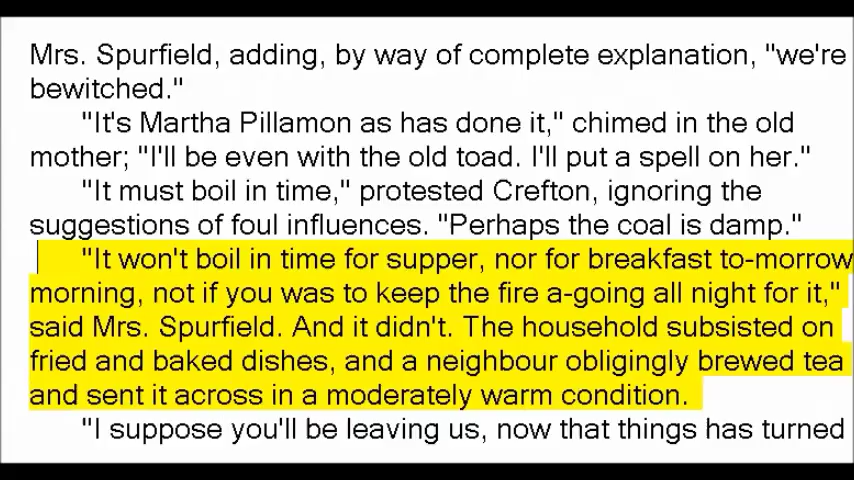 Mrs. Spurfield, adding, by way of complete explanation, "we're
bewitched."
"It's Martha Pillamon as has done it," chimed in the old
mother; "I'll be even with the old toad. I'll put a spell on her."
"It must boil in time," protested Crefton, ignoring the
suggestions of foul influences. "Perhaps the coal is damp."
"It won't boil in time for supper, nor for breakfast to-morrow
morning, not if you was to keep the fire a-going all night for it,"
said Mrs. Spurfield. And it didn't. The household subsisted on
fried and baked dishes, and a neighbour obligingly brewed tea
and sent it across in a moderately warm condition.
"I suppose you'll be leaving us, now that things has turned